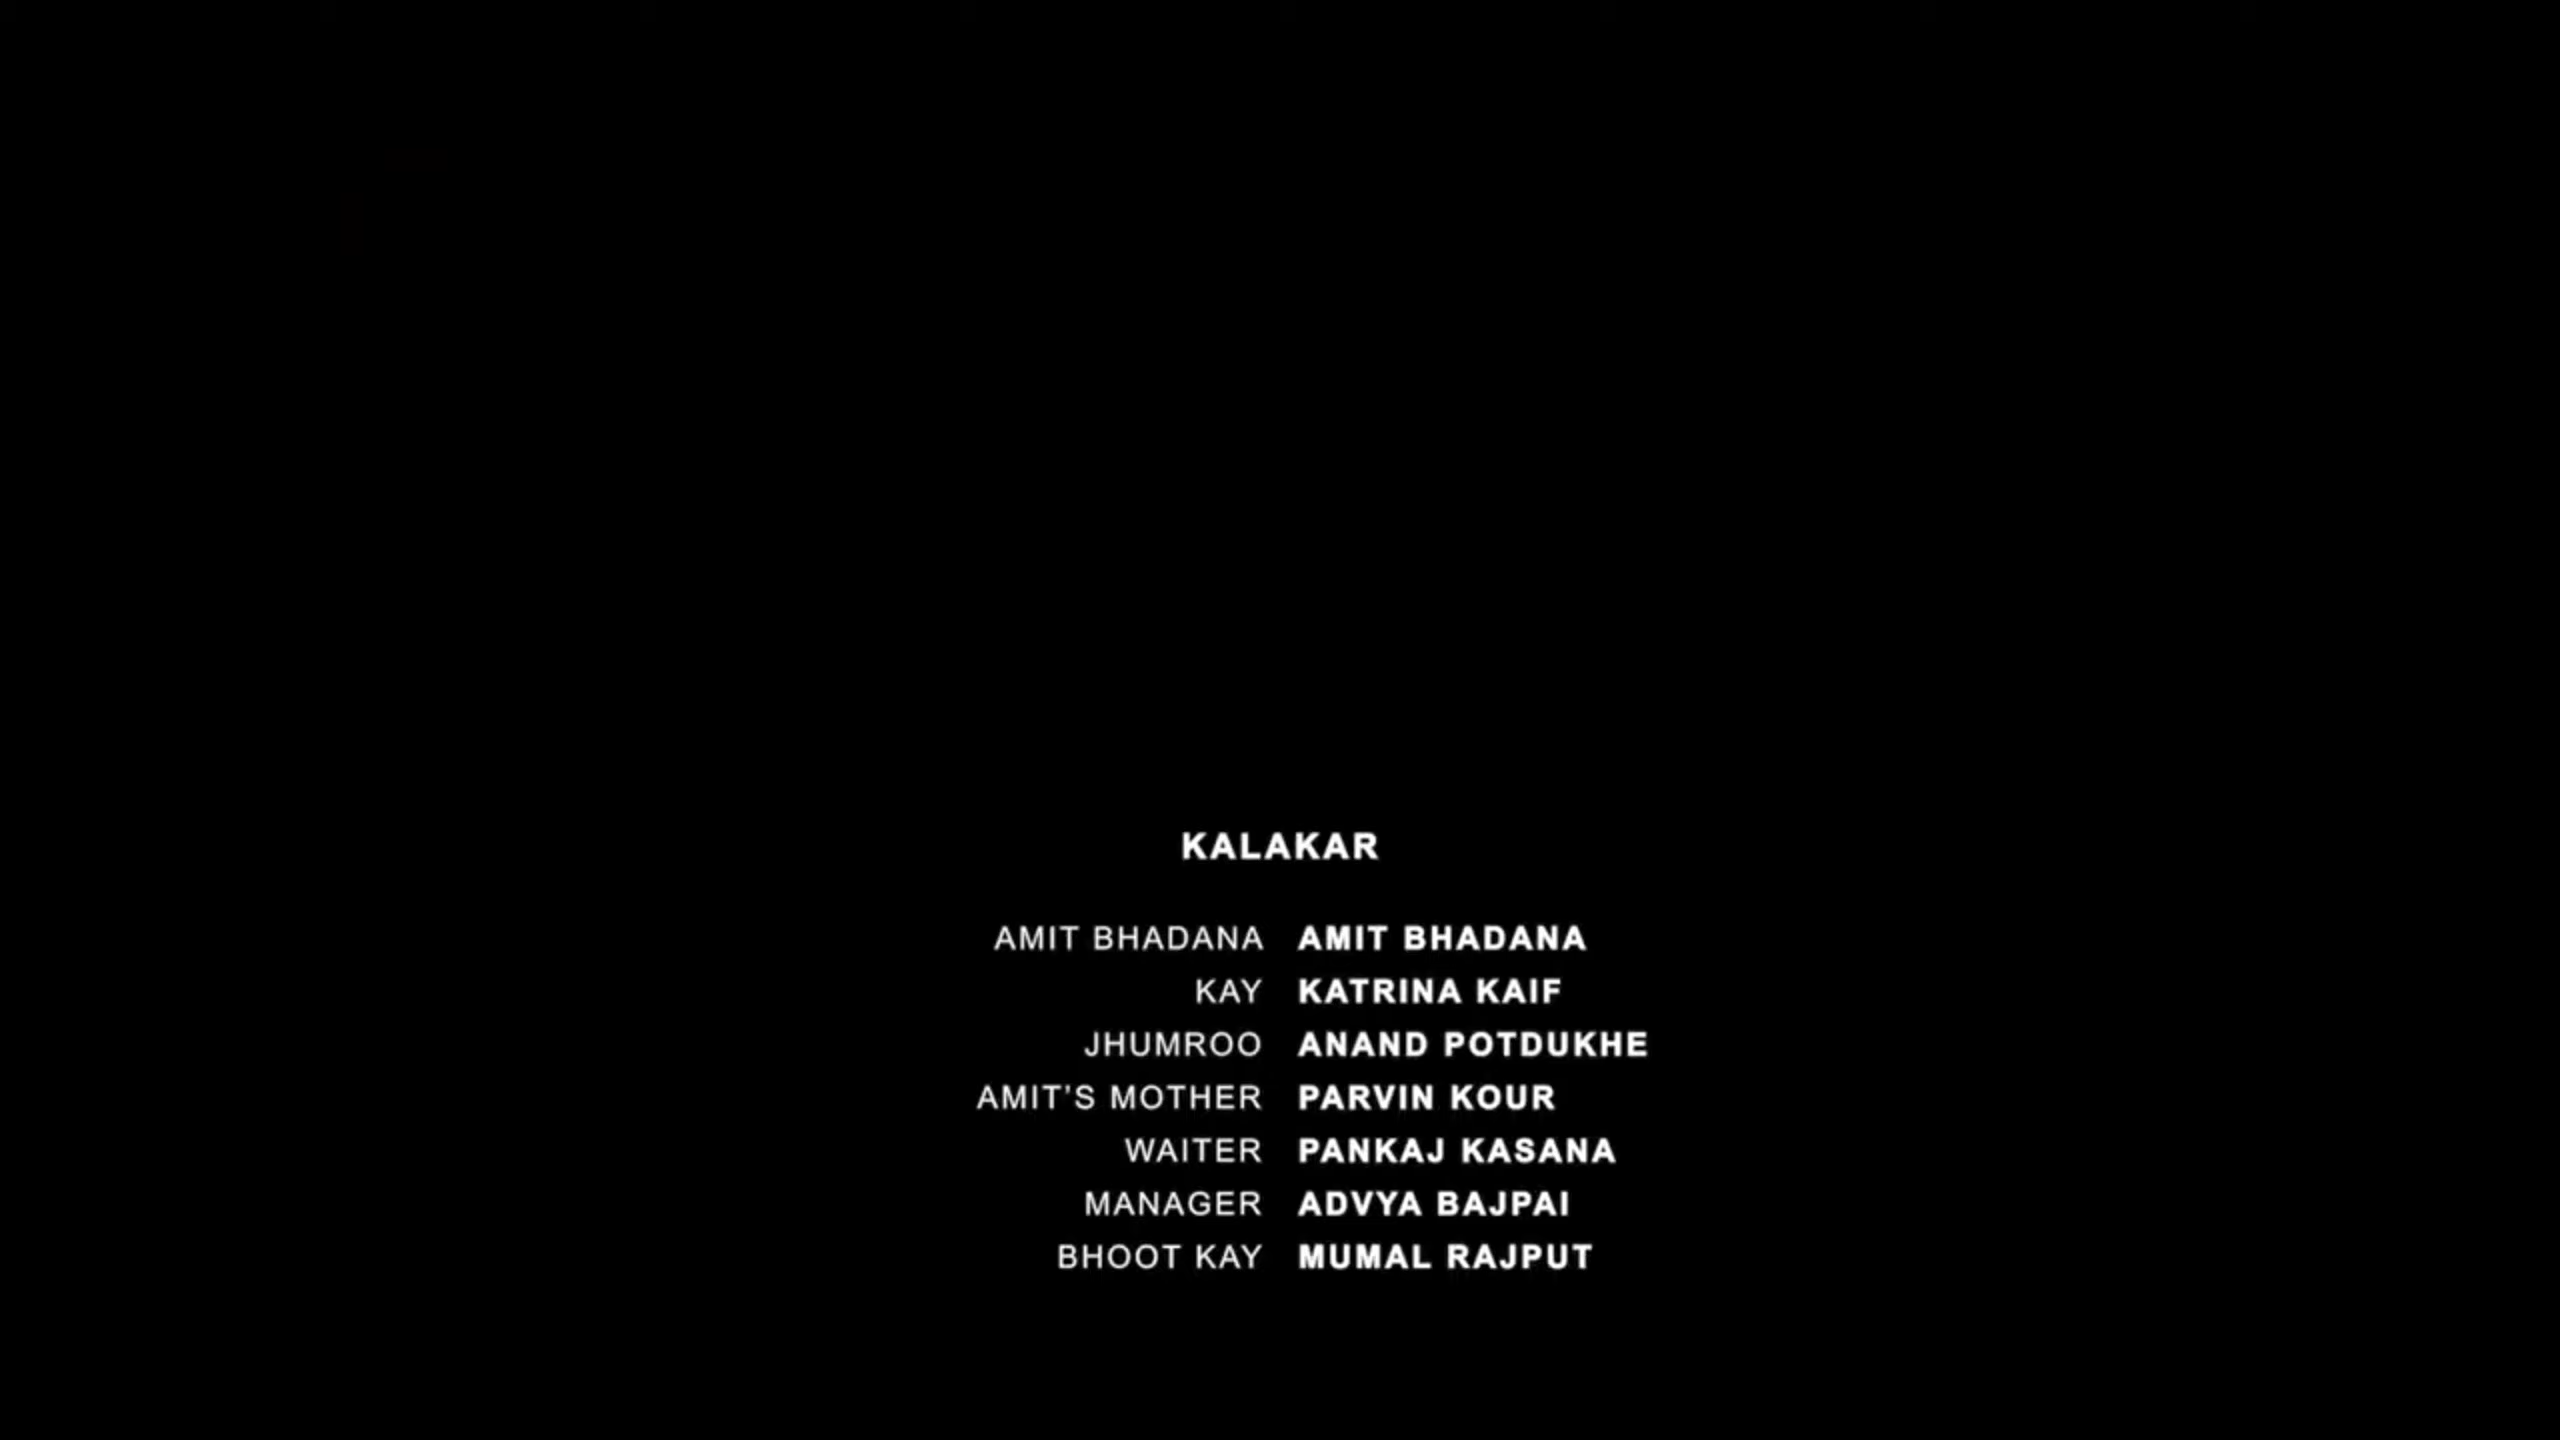 KALAKAR
AMIT BHADANA AMIT BHADANA
KAY KATRINA KAIF
JHUMROO ANAND POTDUKHE
AMIT'S MOTHER PARVIN KOUR
WAITER PANKAJ KASANA
MANAGER ADVYA BAJPAI
BHOOT KAY MUMAL RAJPUT